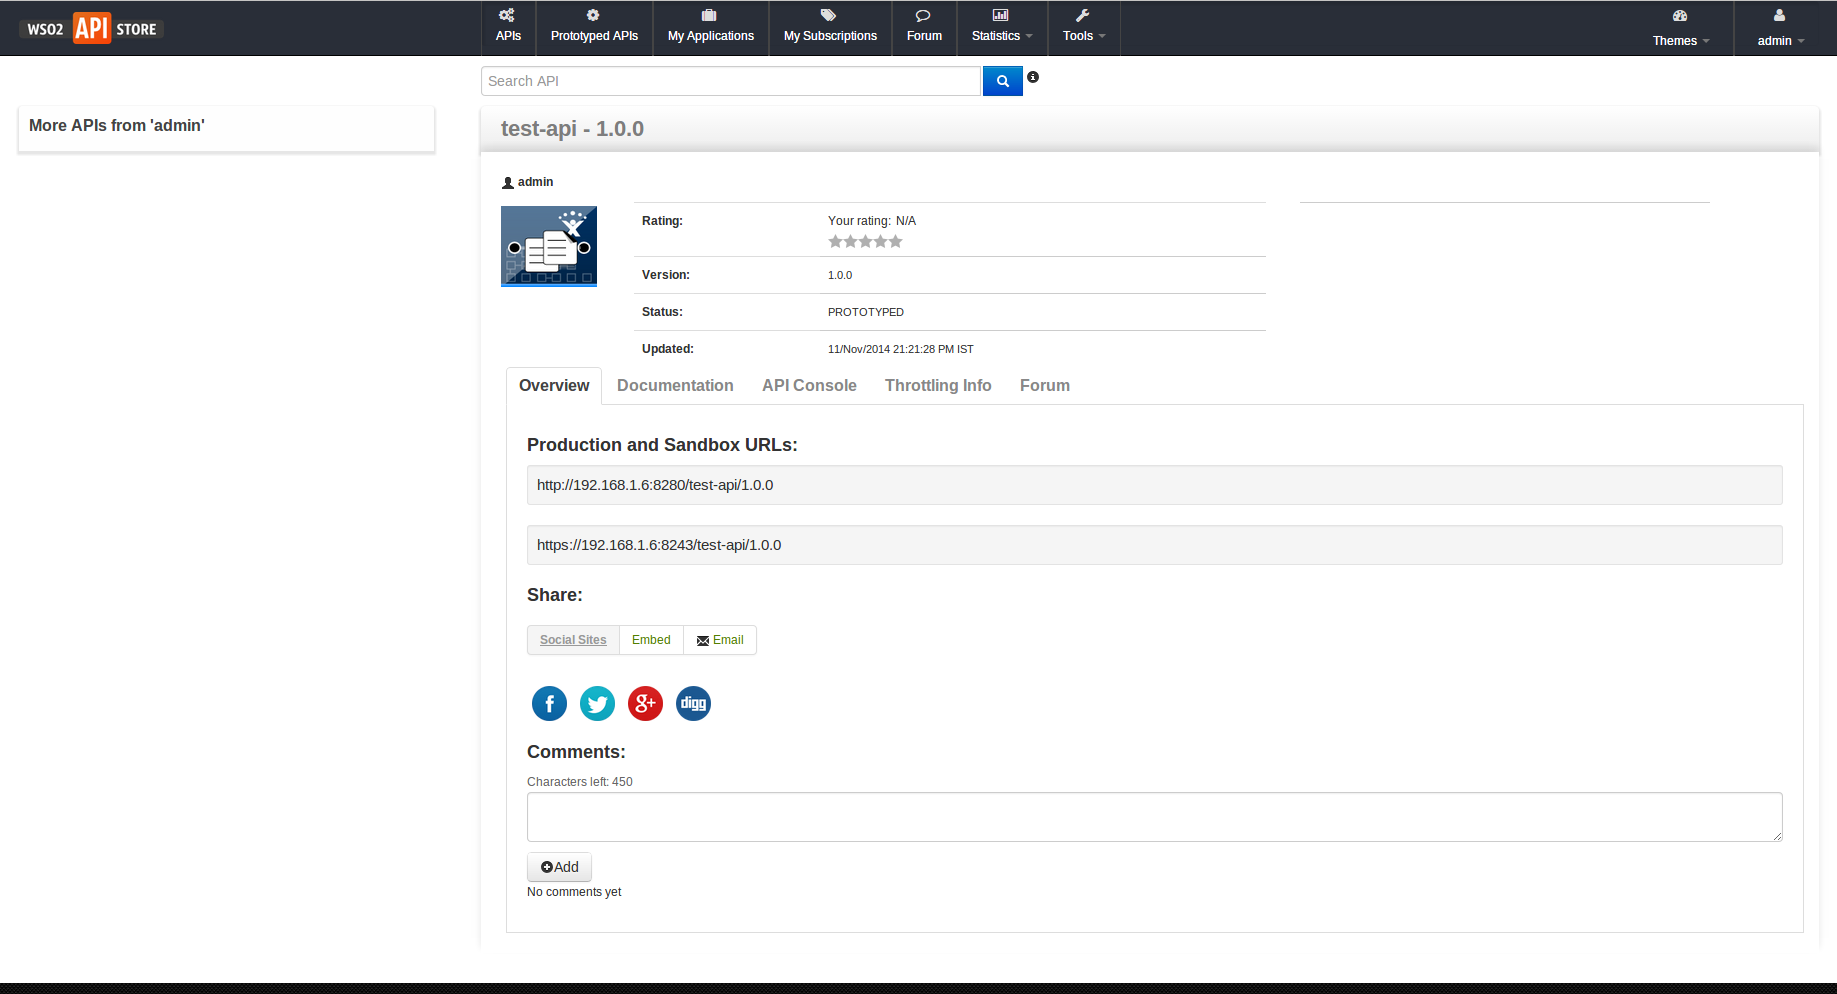 WSO2 API STORE
APIs
Prototyped APIs
My Applications
My Subscriptions
Forum
Statistics
Tools
Themes
admin
Search API
More APIs from 'admin'
test-api - 1.0.0
admin
Rating: Your rating: N/A
Version: 1.0.0
Status: PROTOTYPED
Updated: 11/Nov/2014 21:21:28 PM IST
Overview Documentation API Console Throttling Info Forum
Production and Sandbox URLs:
http://192.168.1.6:8280/test-api/1.0.0
https://192.168.1.6:8243/test-api/1.0.0
Share:
Social Sites Embed Email
f g+ digg
Comments:
Characters left: 450
Add
No comments yet